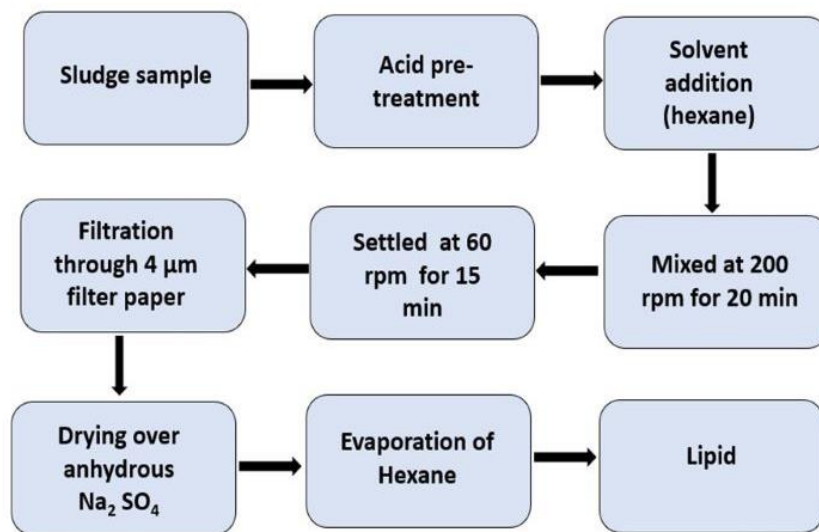 Sludge sample
Acid pre-
treatment
Solvent
addition
(hexane)
Mixed at 200
rpm for 20 min
Settled at 60
rpm for 15
min
Filtration
through 4 µm
filter paper
Drying over
anhydrous
Na₂ SO₄
Evaporation of
Hexane
Lipid